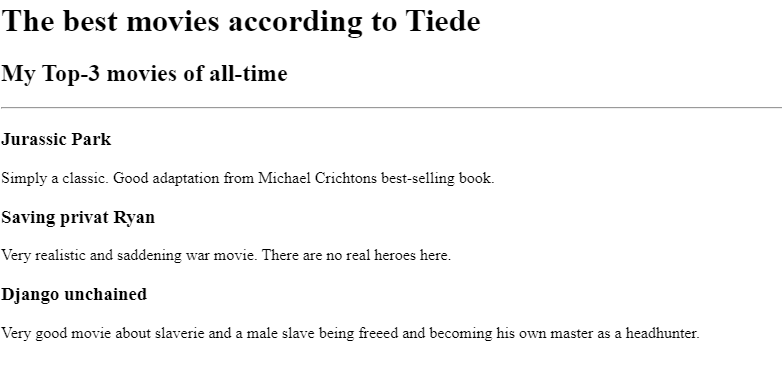 The best movies according to Tiede
My Top-3 movies of all-time
Jurassic Park
Simply a classic. Good adaptation from Michael Crichtons best-selling book.
Saving privat Ryan
Very realistic and saddening war movie. There are no real heroes here.
Django unchained
Very good movie about slaverie and a male slave being freeed and becoming his own master as a headhunter.